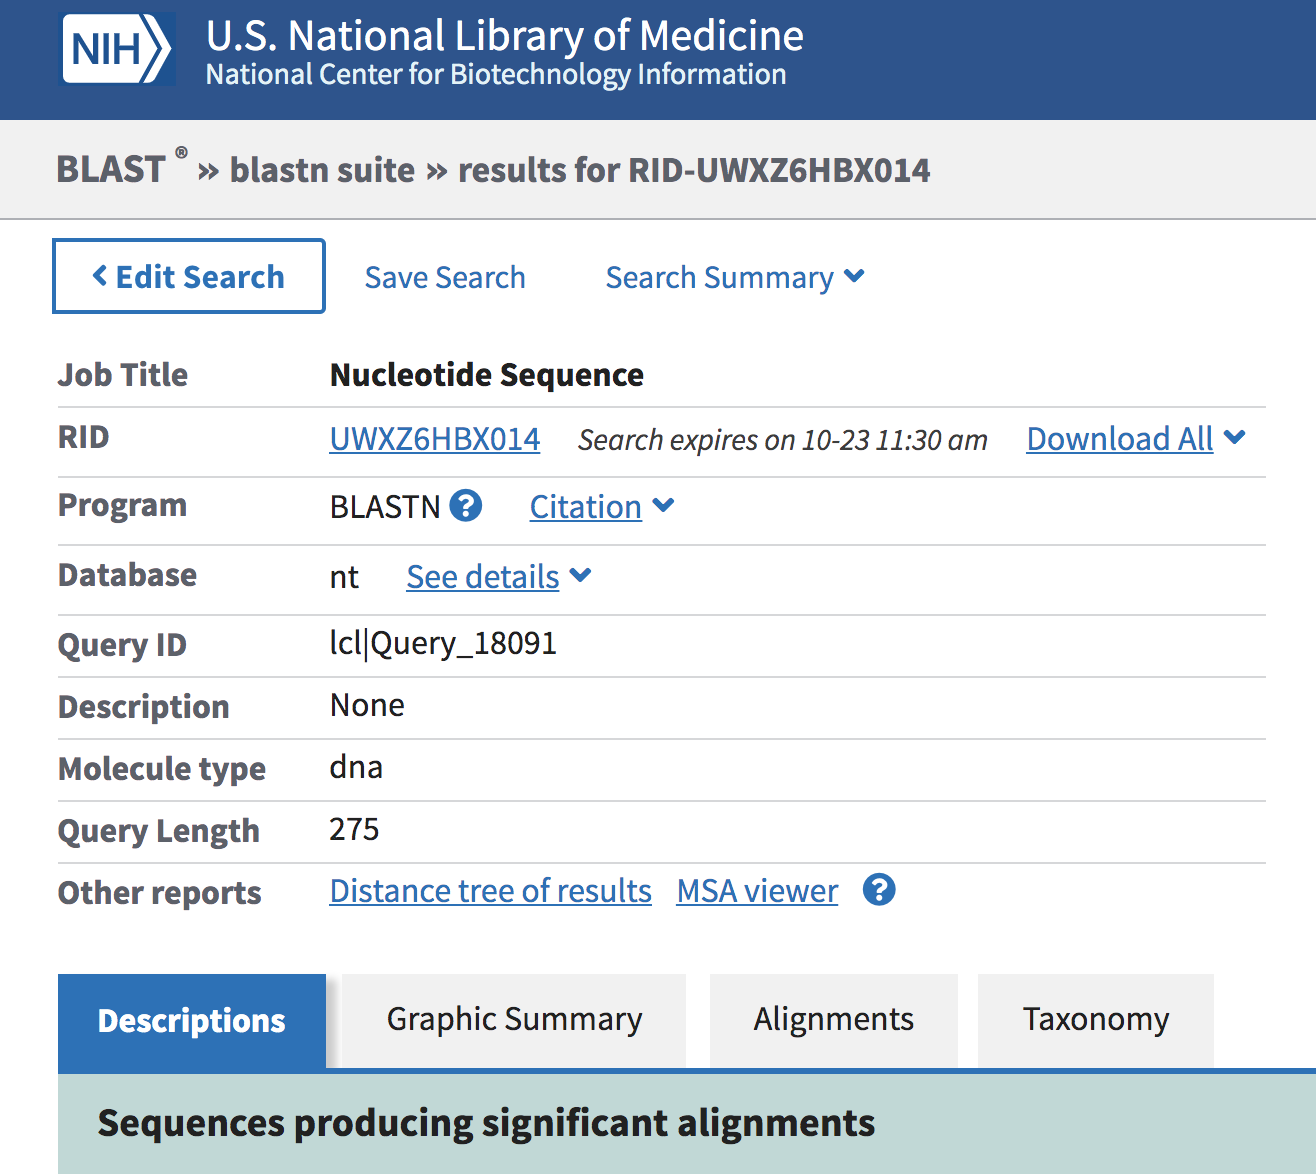 NIH
U.S. National Library of Medicine
National Center for Biotechnology Information
BLAST ® » blastn suite » results for RID-UWXZ6HBX014
Edit Search Save Search Search Summary
Job Title Nucleotide Sequence
RID UWXZ6HBX014 Search expires on 10-23 11:30 am Download All
Program BLASTN ? Citation
Database nt See details
Query ID lcl|Query_18091
Description None
Molecule type dna
Query Length 275
Other reports Distance tree of results MSA viewer ?
Descriptions Graphic Summary Alignments Taxonomy
Sequences producing significant alignments